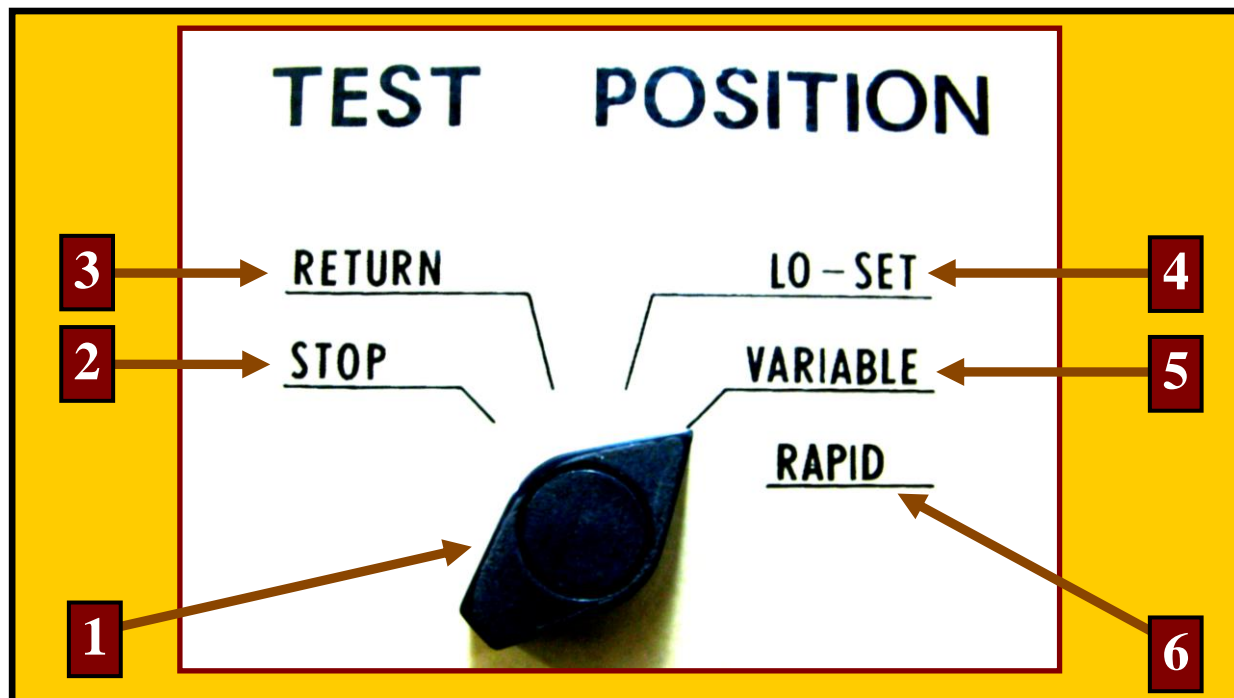 TEST POSITION
3 RETURN LO-SET 4
2 STOP VARIABLE 5
RAPID
1 6